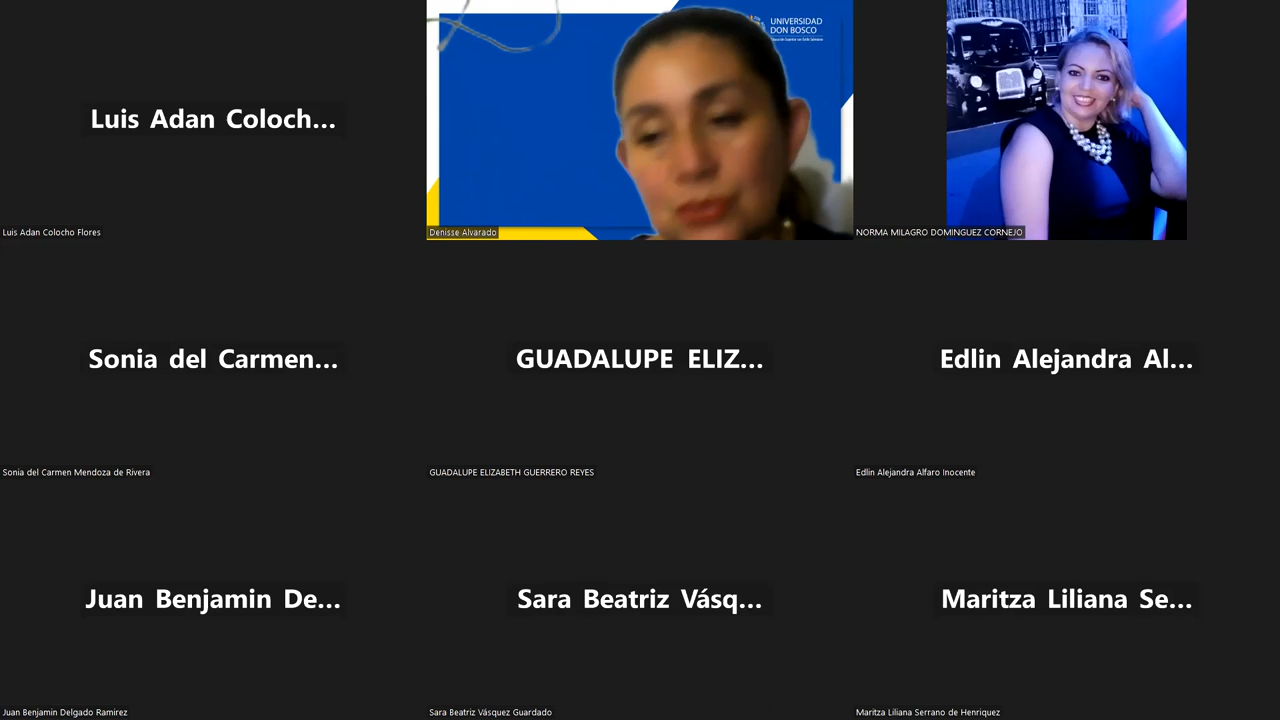 Luis Adan Coloch...
Luis Adan Colocho Flores
UNIVERSIDAD
DON BOSCO
Denisse Alvarado
NORMA MILAGRO DOMINGUEZ CORNEJO
Sonia del Carmen...
Sonia del Carmen Mendoza de Rivera
GUADALUPE ELIZ...
GUADALUPE ELIZABETH GUERRERO REYES
Edlin Alejandra Al...
Edlin Alejandra Alfaro Inocente
Juan Benjamin De...
Juan Benjamin Delgado Ramirez
Sara Beatriz Vásq...
Sara Beatriz Vásquez Guardado
Maritza Liliana Se...
Maritza Liliana Serrano de Henriquez